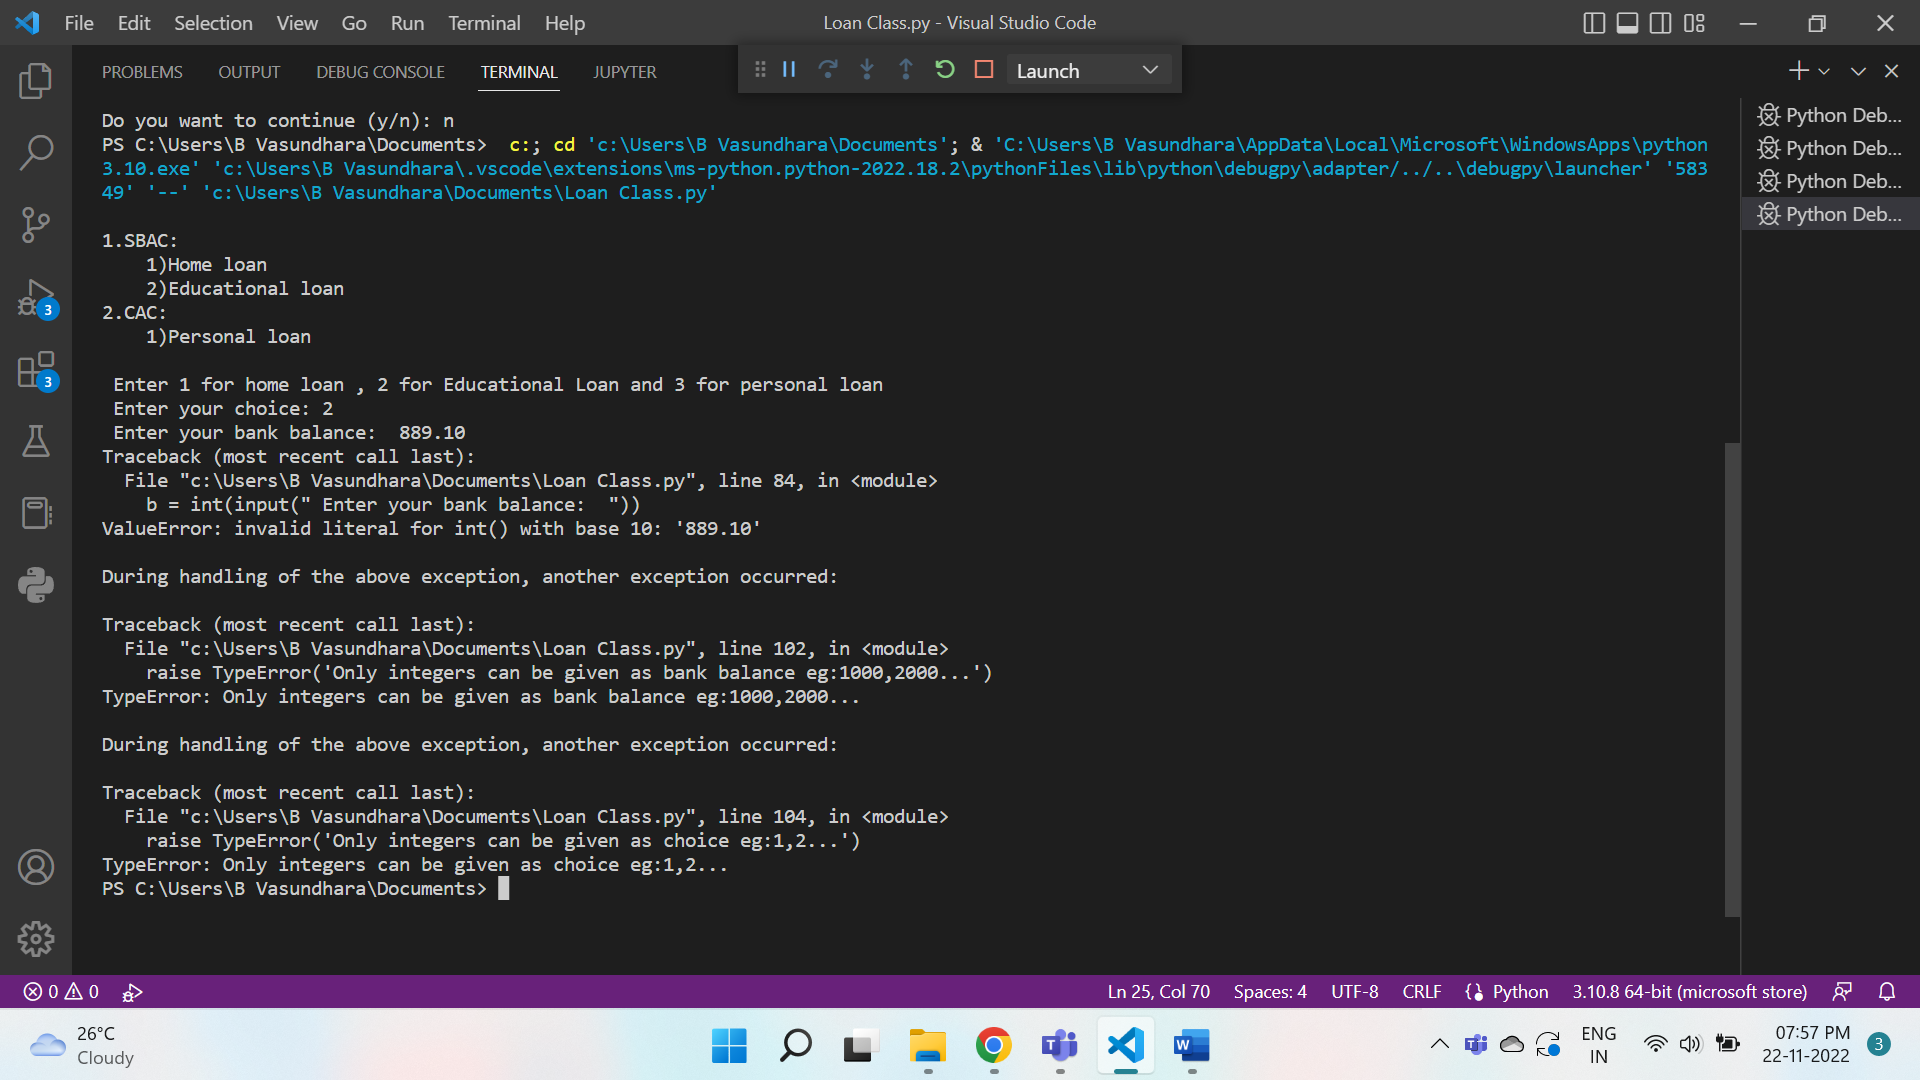 File Edit Selection View Go Run Terminal Help
Loan Class.py - Visual Studio Code
PROBLEMS OUTPUT DEBUG CONSOLE TERMINAL JUPYTER
Launch
Do you want to continue (y/n): n
PS C:\Users\B Vasundhara\Documents>  c:; cd 'c:\Users\B Vasundhara\Documents'; & 'C:\Users\B Vasundhara\AppData\Local\Microsoft\WindowsApps\python
3.10.exe' 'c:\Users\B Vasundhara\.vscode\extensions\ms-python.python-2022.18.2\pythonFiles\lib\python\debugpy\adapter/../..\debugpy\launcher' '583
49' '--' 'c:\Users\B Vasundhara\Documents\Loan Class.py'
1.SBAC:
    1)Home loan
    2)Educational loan
2.CAC:
    1)Personal loan
 Enter 1 for home loan , 2 for Educational Loan and 3 for personal loan
 Enter your choice: 2
 Enter your bank balance:  889.10
Traceback (most recent call last):
  File "c:\Users\B Vasundhara\Documents\Loan Class.py", line 84, in <module>
    b = int(input(" Enter your bank balance:  "))
ValueError: invalid literal for int() with base 10: '889.10'
During handling of the above exception, another exception occurred:
Traceback (most recent call last):
  File "c:\Users\B Vasundhara\Documents\Loan Class.py", line 102, in <module>
    raise TypeError('Only integers can be given as bank balance eg:1000,2000...')
TypeError: Only integers can be given as bank balance eg:1000,2000...
During handling of the above exception, another exception occurred:
Traceback (most recent call last):
  File "c:\Users\B Vasundhara\Documents\Loan Class.py", line 104, in <module>
    raise TypeError('Only integers can be given as choice eg:1,2...')
TypeError: Only integers can be given as choice eg:1,2...
PS C:\Users\B Vasundhara\Documents>
Python Deb...
Python Deb...
Python Deb...
Python Deb...
3
3
0 0
Ln 25, Col 70 Spaces: 4 UTF-8 CRLF Python 3.10.8 64-bit (microsoft store)
26°C
Cloudy
T
W
ENG
IN
07:57 PM
22-11-2022
3